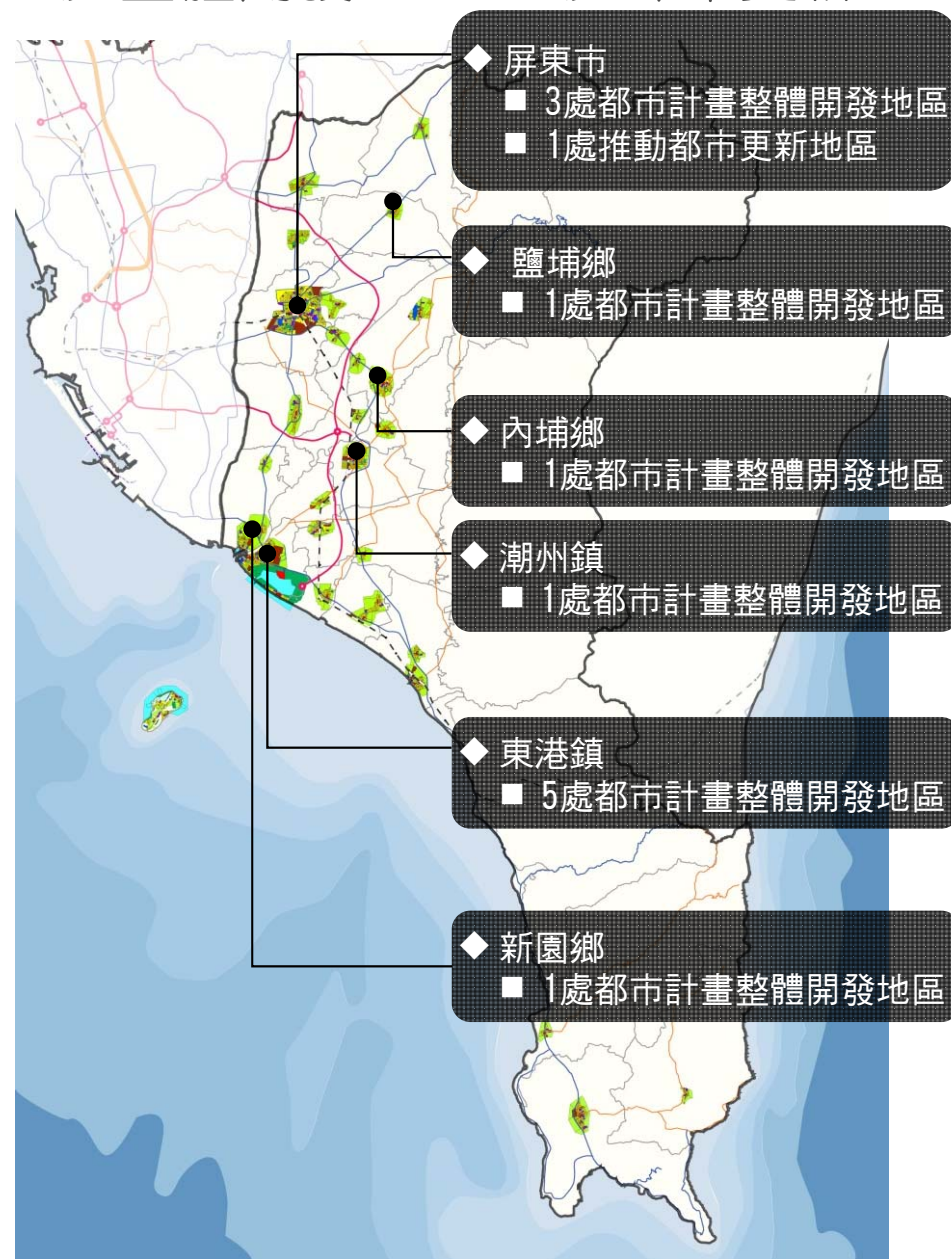 ◆ 屏東市
■ 3處都市計畫整體開發地區
■ 1處推動都市更新地區
◆ 鹽埔鄉
■ 1處都市計畫整體開發地區
◆ 內埔鄉
■ 1處都市計畫整體開發地區
◆ 潮州鎮
■ 1處都市計畫整體開發地區
◆ 東港鎮
■ 5處都市計畫整體開發地區
◆ 新園鄉
■ 1處都市計畫整體開發地區